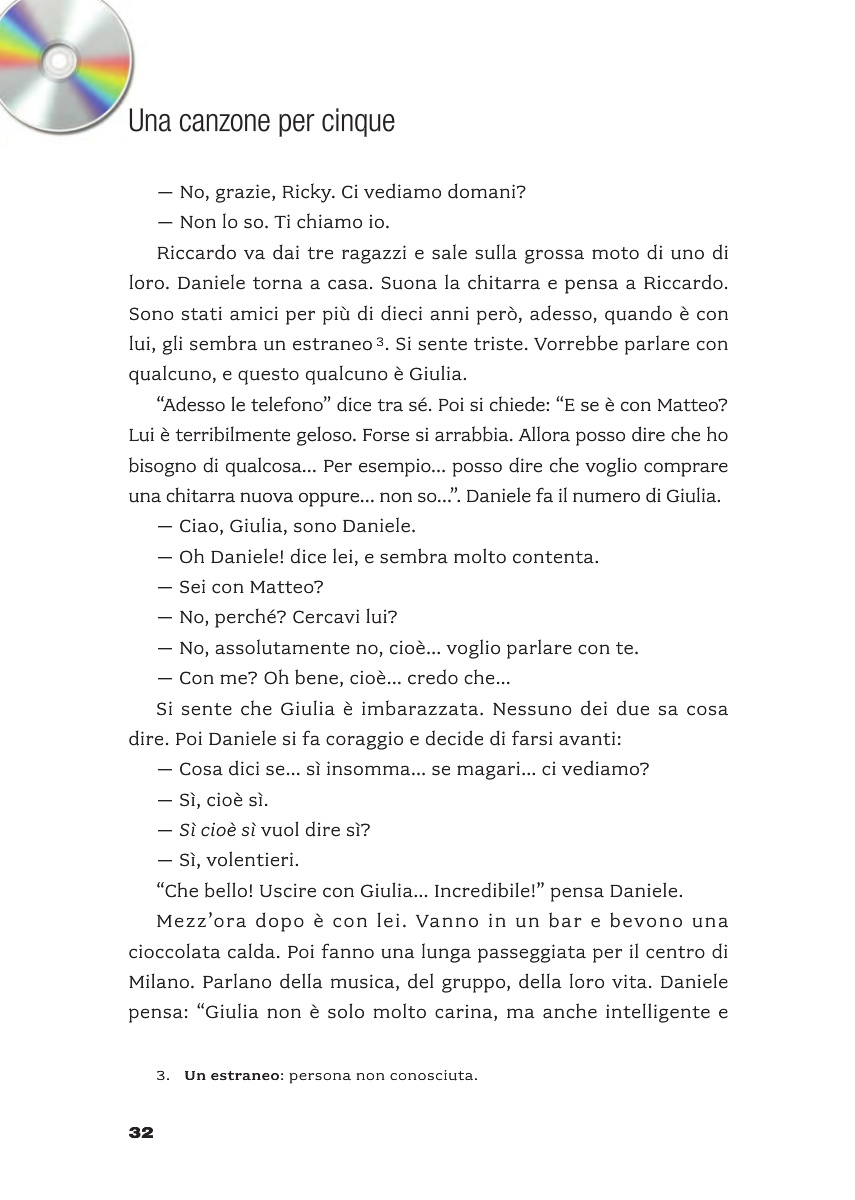 Una canzone per cinque
— No, grazie, Ricky. Ci vediamo domani?
— Non lo so. Ti chiamo io.
Riccardo va dai tre ragazzi e sale sulla grossa moto di uno di
loro. Daniele torna a casa. Suona la chitarra e pensa a Riccardo.
Sono stati amici per più di dieci anni però, adesso, quando è con
lui, gli sembra un estraneo 3. Si sente triste. Vorrebbe parlare con
qualcuno, e questo qualcuno è Giulia.
“Adesso le telefono” dice tra sé. Poi si chiede: “E se è con Matteo?
Lui è terribilmente geloso. Forse si arrabbia. Allora posso dire che ho
bisogno di qualcosa... Per esempio... posso dire che voglio comprare
una chitarra nuova oppure... non so...”. Daniele fa il numero di Giulia.
— Ciao, Giulia, sono Daniele.
— Oh Daniele! dice lei, e sembra molto contenta.
— Sei con Matteo?
— No, perché? Cercavi lui?
— No, assolutamente no, cioè... voglio parlare con te.
— Con me? Oh bene, cioè... credo che...
Si sente che Giulia è imbarazzata. Nessuno dei due sa cosa
dire. Poi Daniele si fa coraggio e decide di farsi avanti:
— Cosa dici se... sì insomma... se magari... ci vediamo?
— Sì, cioè sì.
— Sì cioè sì vuol dire sì?
— Sì, volentieri.
“Che bello! Uscire con Giulia... Incredibile!” pensa Daniele.
Mezz’ora dopo è con lei. Vanno in un bar e bevono una
cioccolata calda. Poi fanno una lunga passeggiata per il centro di
Milano. Parlano della musica, del gruppo, della loro vita. Daniele
pensa: “Giulia non è solo molto carina, ma anche intelligente e
3. Un estraneo: persona non conosciuta.
32